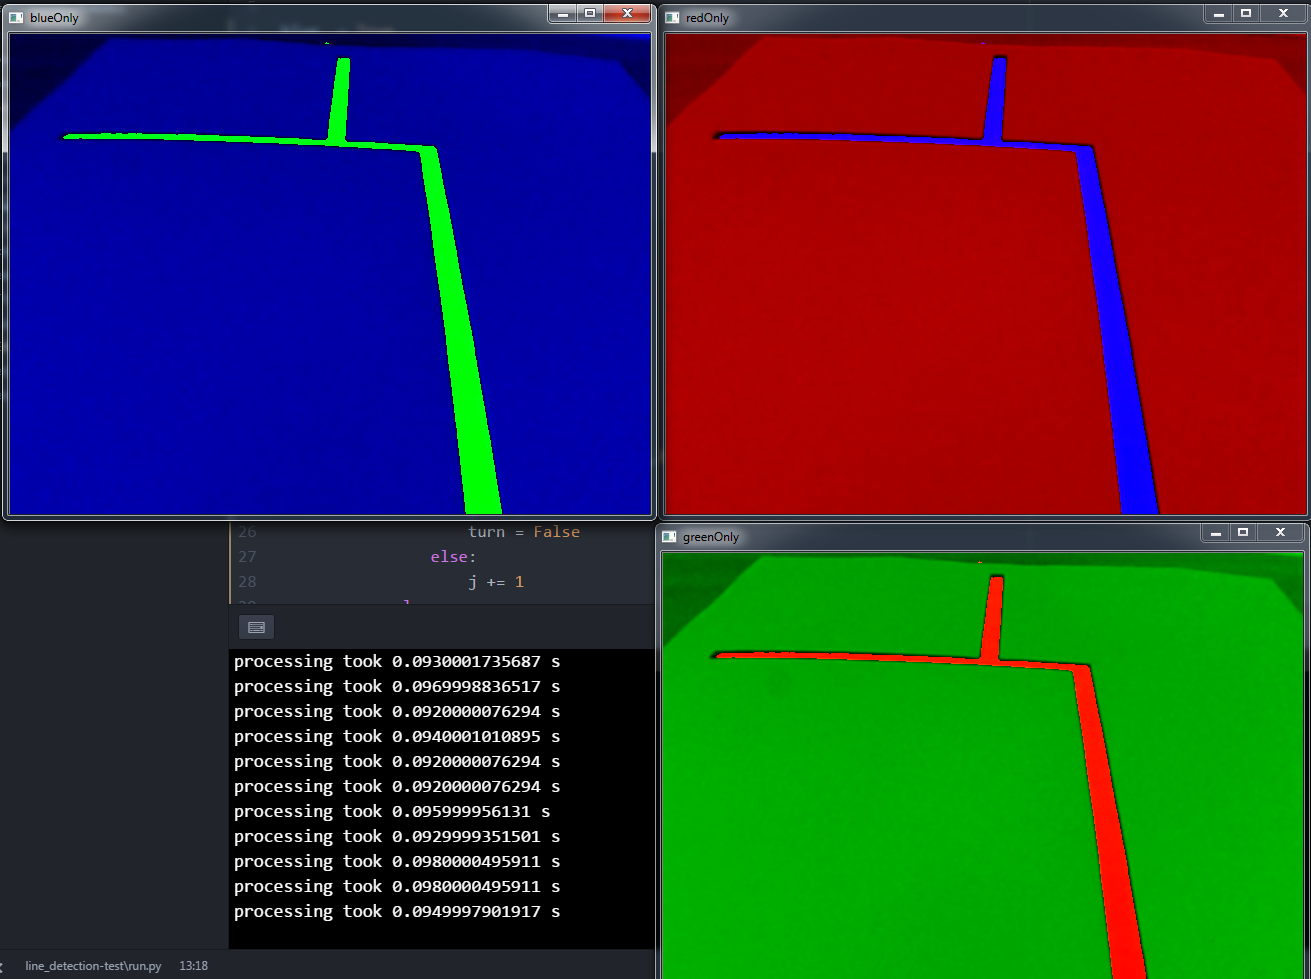 blueOnly
redOnly
26 turn = False
27 else:
28 j += 1
greenOnly
processing took 0.0930001735687 s
processing took 0.0969998836517 s
processing took 0.0920000076294 s
processing took 0.0940001010895 s
processing took 0.0920000076294 s
processing took 0.0920000076294 s
processing took 0.095999956131 s
processing took 0.0929999351501 s
processing took 0.0980000495911 s
processing took 0.0980000495911 s
processing took 0.0949997901917 s
line_detection-test\run.py 13:18